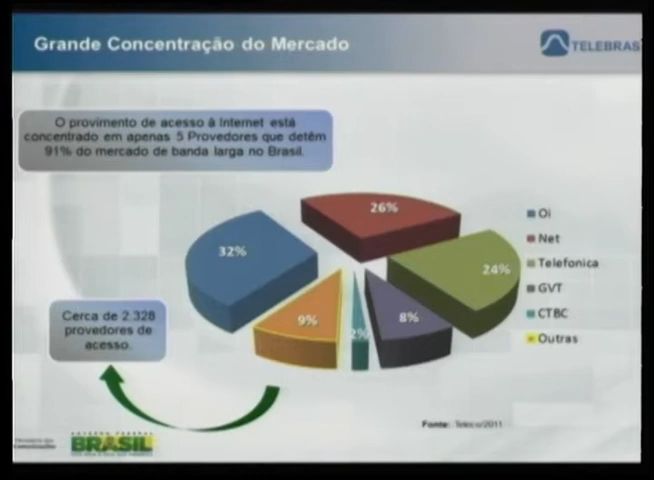 Grande Concentração do Mercado
TELEBRAS
O provimento de acesso à Internet está
concentrado em apenas 5 Provedores que detêm
91% do mercado de banda larga no Brasil.
26%
32%
24%
9%
2%
8%
Oi
Net
Telefonica
GVT
CTBC
Outras
Cerca de 2.328
provedores de
acesso.
Fonte: Teleco/2011
GOVERNO FEDERAL
BRASIL